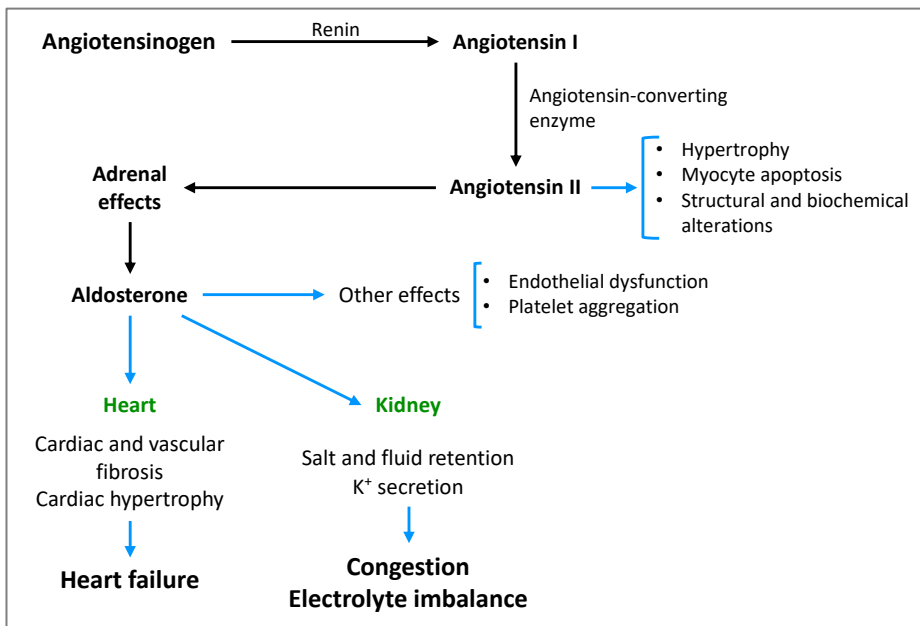 Angiotensinogen
Renin
Angiotensin I
Angiotensin-converting
enzyme
Adrenal
effects
Angiotensin II
• Hypertrophy
• Myocyte apoptosis
• Structural and biochemical
alterations
Aldosterone
Other effects
• Endothelial dysfunction
• Platelet aggregation
Heart
Kidney
Cardiac and vascular
fibrosis
Cardiac hypertrophy
Salt and fluid retention
K⁺ secretion
Heart failure
Congestion
Electrolyte imbalance